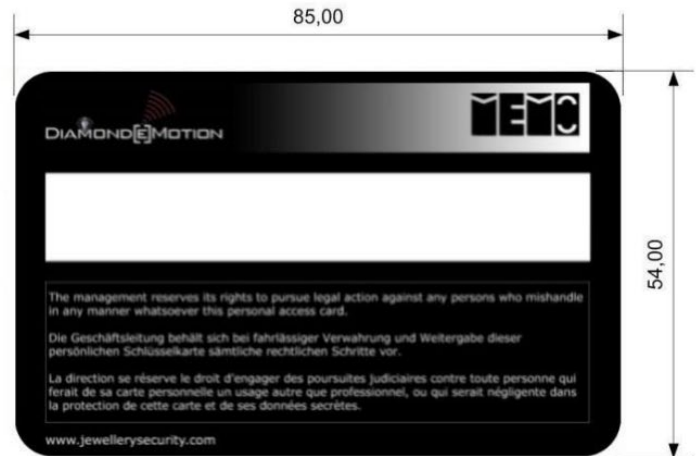 85,00
DIAMOND[E]MOTION
MEMO
54,00
The management reserves its rights to pursue legal action against any persons who mishandle
in any manner whatsoever this personal access card.
Die Geschäftsleitung behält sich bei fahrlässiger Verwahrung und Weitergabe dieser
persönlichen Schlüsselkarte sämtliche rechtlichen Schritte vor.
La direction se réserve le droit d'engager des poursuites judiciaires contre toute personne qui
ferait de sa carte personnelle un usage autre que professionnel, ou qui serait négligente dans
la protection de cette carte et de ses données secrètes.
www.jewellerysecurity.com